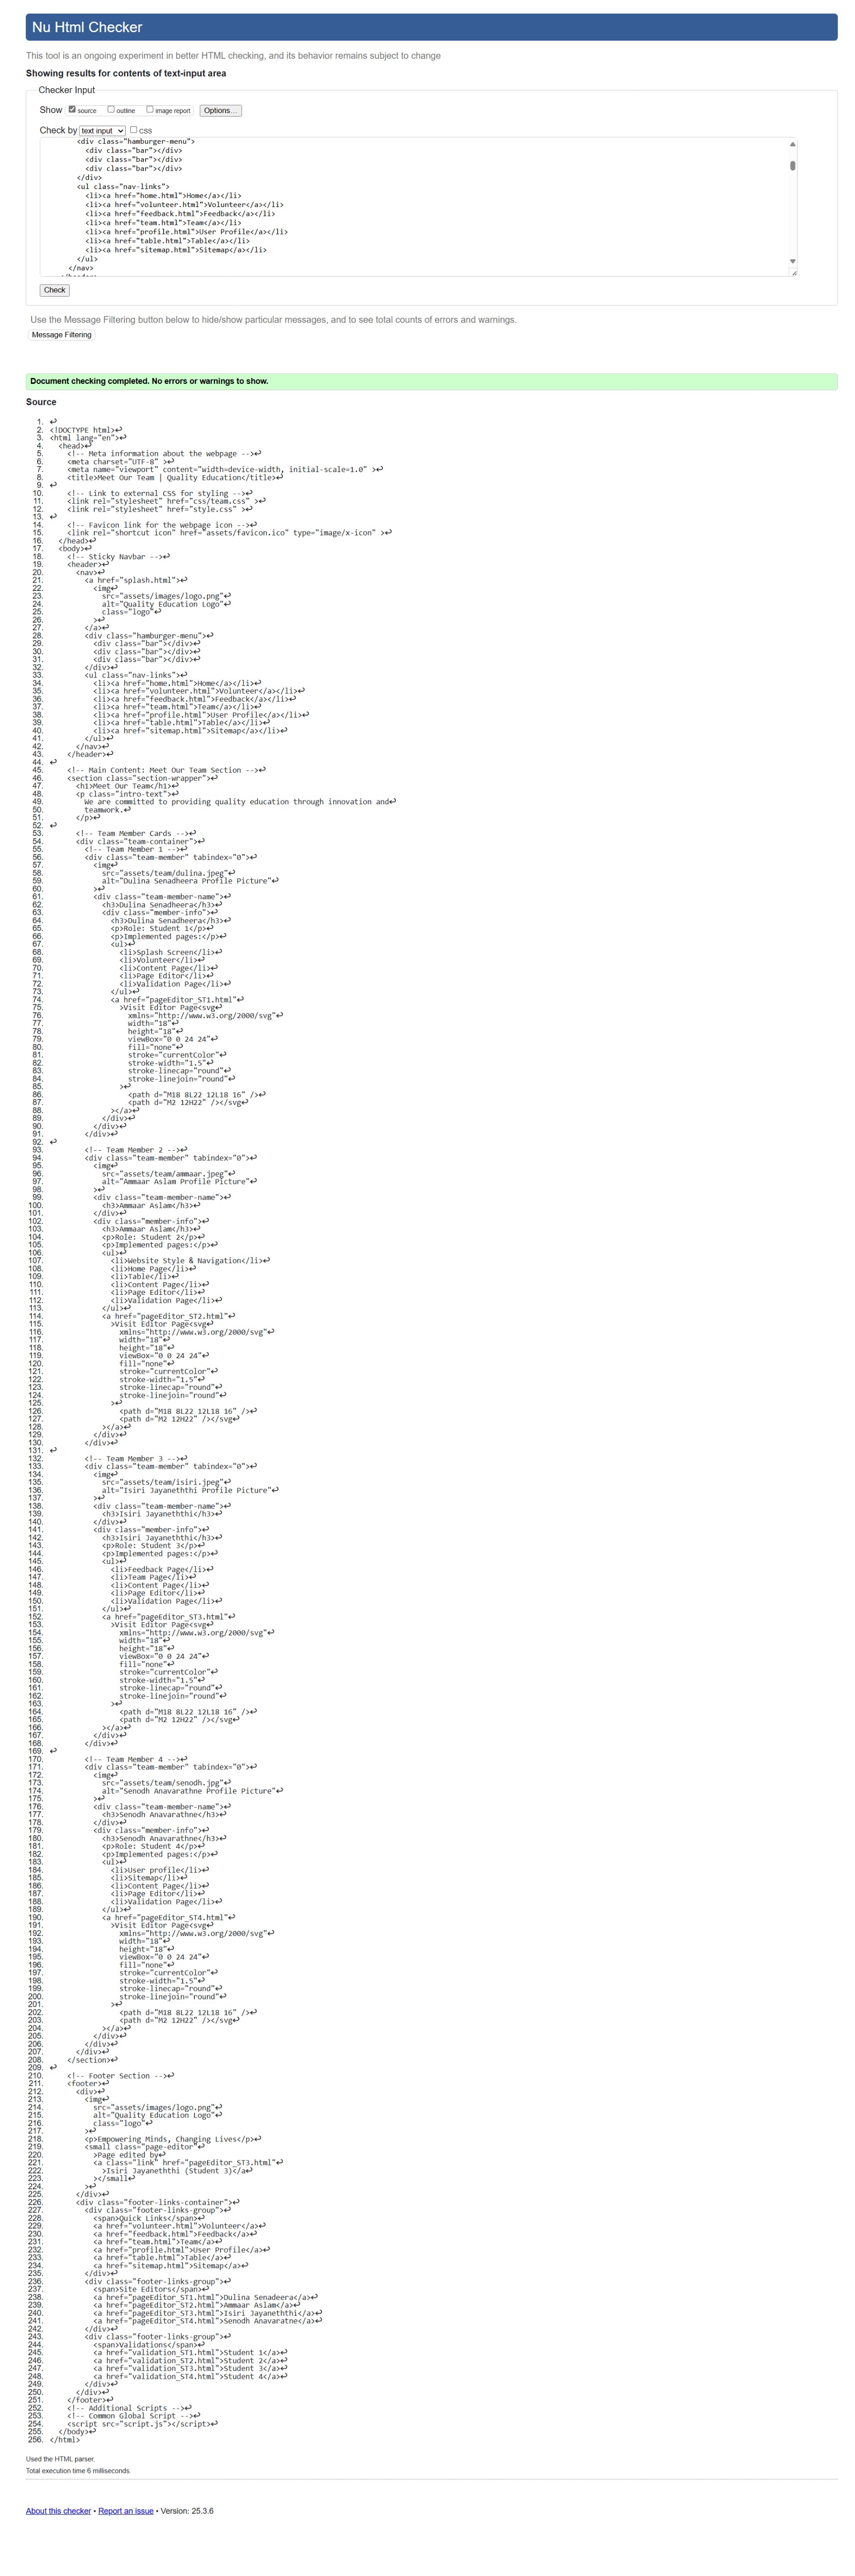 Nu Html Checker
This tool is an ongoing experiment in better HTML checking, and its behavior remains subject to change
Showing results for contents of text-input area
Checker Input
Show source outline image report Options...
Check by text input css
<div class="hamburger-menu">
<div class="bar"></div>
<div class="bar"></div>
<div class="bar"></div>
</div>
<ul class="nav-links">
<li><a href="home.html">Home</a></li>
<li><a href="volunteer.html">Volunteer</a></li>
<li><a href="feedback.html">Feedback</a></li>
<li><a href="team.html">Team</a></li>
<li><a href="profile.html">User Profile</a></li>
<li><a href="table.html">Table</a></li>
<li><a href="sitemap.html">Sitemap</a></li>
</ul>
</nav>
Check
Use the Message Filtering button below to hide/show particular messages, and to see total counts of errors and warnings.
Message Filtering
Document checking completed. No errors or warnings to show.
Source
1. ↩
2. <!DOCTYPE html>↩
3. <html lang="en">↩
4. <head>↩
5. <!-- Meta information about the webpage -->↩
6. <meta charset="UTF-8" >↩
7. <meta name="viewport" content="width=device-width, initial-scale=1.0" >↩
8. <title>Meet Our Team | Quality Education</title>↩
9. ↩
10. <!-- Link to external CSS for styling -->↩
11. <link rel="stylesheet" href="css/team.css" >↩
12. <link rel="stylesheet" href="style.css" >↩
13. ↩
14. <!-- Favicon link for the webpage icon -->↩
15. <link rel="shortcut icon" href="assets/favicon.ico" type="image/x-icon" >↩
16. </head>↩
17. <body>↩
18. <!-- Sticky Navbar -->↩
19. <header>↩
20. <nav>↩
21. <a href="splash.html">↩
22. <img↩
23. src="assets/images/logo.png"↩
24. alt="Quality Education Logo"↩
25. class="logo"↩
26. >↩
27. </a>↩
28. <div class="hamburger-menu">↩
29. <div class="bar"></div>↩
30. <div class="bar"></div>↩
31. <div class="bar"></div>↩
32. </div>↩
33. <ul class="nav-links">↩
34. <li><a href="home.html">Home</a></li>↩
35. <li><a href="volunteer.html">Volunteer</a></li>↩
36. <li><a href="feedback.html">Feedback</a></li>↩
37. <li><a href="team.html">Team</a></li>↩
38. <li><a href="profile.html">User Profile</a></li>↩
39. <li><a href="table.html">Table</a></li>↩
40. <li><a href="sitemap.html">Sitemap</a></li>↩
41. </ul>↩
42. </nav>↩
43. </header>↩
44. ↩
45. <!-- Main Content: Meet Our Team Section -->↩
46. <section class="section-wrapper">↩
47. <h1>Meet Our Team</h1>↩
48. <p class="intro-text">↩
49. We are committed to providing quality education through innovation and↩
50. teamwork.↩
51. </p>↩
52. ↩
53. <!-- Team Member Cards -->↩
54. <div class="team-container">↩
55. <!-- Team Member 1 -->↩
56. <div class="team-member" tabindex="0">↩
57. <img↩
58. src="assets/team/dulina.jpeg"↩
59. alt="Dulina Senadheera Profile Picture"↩
60. >↩
61. <div class="team-member-name">↩
62. <h3>Dulina Senadheera</h3>↩
63. <div class="member-info">↩
64. <h3>Dulina Senadheera</h3>↩
65. <p>Role: Student 1</p>↩
66. <p>Implemented pages:</p>↩
67. <ul>↩
68. <li>Splash Screen</li>↩
69. <li>Volunteer</li>↩
70. <li>Content Page</li>↩
71. <li>Page Editor</li>↩
72. <li>Validation Page</li>↩
73. </ul>↩
74. <a href="pageEditor_ST1.html"↩
75. >Visit Editor Page<svg↩
76. xmlns="http://www.w3.org/2000/svg"↩
77. width="18"↩
78. height="18"↩
79. viewBox="0 0 24 24"↩
80. fill="none"↩
81. stroke="currentColor"↩
82. stroke-width="1.5"↩
83. stroke-linecap="round"↩
84. stroke-linejoin="round"↩
85. >↩
86. <path d="M18 8L22 12L18 16" />↩
87. <path d="M2 12H22" /></svg↩
88. ></a>↩
89. </div>↩
90. </div>↩
91. </div>↩
92. ↩
93. <!-- Team Member 2 -->↩
94. <div class="team-member" tabindex="0">↩
95. <img↩
96. src="assets/team/ammaar.jpeg"↩
97. alt="Ammaar Aslam Profile Picture"↩
98. >↩
99. <div class="team-member-name">↩
100. <h3>Ammaar Aslam</h3>↩
101. </div>↩
102. <div class="member-info">↩
103. <h3>Ammaar Aslam</h3>↩
104. <p>Role: Student 2</p>↩
105. <p>Implemented pages:</p>↩
106. <ul>↩
107. <li>Website Style & Navigation</li>↩
108. <li>Home Page</li>↩
109. <li>Table</li>↩
110. <li>Content Page</li>↩
111. <li>Page Editor</li>↩
112. <li>Validation Page</li>↩
113. </ul>↩
114. <a href="pageEditor_ST2.html"↩
115. >Visit Editor Page<svg↩
116. xmlns="http://www.w3.org/2000/svg"↩
117. width="18"↩
118. height="18"↩
119. viewBox="0 0 24 24"↩
120. fill="none"↩
121. stroke="currentColor"↩
122. stroke-width="1.5"↩
123. stroke-linecap="round"↩
124. stroke-linejoin="round"↩
125. >↩
126. <path d="M18 8L22 12L18 16" />↩
127. <path d="M2 12H22" /></svg↩
128. ></a>↩
129. </div>↩
130. </div>↩
131. ↩
132. <!-- Team Member 3 -->↩
133. <div class="team-member" tabindex="0">↩
134. <img↩
135. src="assets/team/isiri.jpeg"↩
136. alt="Isiri Jayaneththi Profile Picture"↩
137. >↩
138. <div class="team-member-name">↩
139. <h3>Isiri Jayaneththi</h3>↩
140. </div>↩
141. <div class="member-info">↩
142. <h3>Isiri Jayaneththi</h3>↩
143. <p>Role: Student 3</p>↩
144. <p>Implemented pages:</p>↩
145. <ul>↩
146. <li>Feedback Page</li>↩
147. <li>Team Page</li>↩
148. <li>Content Page</li>↩
149. <li>Page Editor</li>↩
150. <li>Validation Page</li>↩
151. </ul>↩
152. <a href="pageEditor_ST3.html"↩
153. >Visit Editor Page<svg↩
154. xmlns="http://www.w3.org/2000/svg"↩
155. width="18"↩
156. height="18"↩
157. viewBox="0 0 24 24"↩
158. fill="none"↩
159. stroke="currentColor"↩
160. stroke-width="1.5"↩
161. stroke-linecap="round"↩
162. stroke-linejoin="round"↩
163. >↩
164. <path d="M18 8L22 12L18 16" />↩
165. <path d="M2 12H22" /></svg↩
166. ></a>↩
167. </div>↩
168. </div>↩
169. ↩
170. <!-- Team Member 4 -->↩
171. <div class="team-member" tabindex="0">↩
172. <img↩
173. src="assets/team/senodh.jpg"↩
174. alt="Senodh Anavarathne Profile Picture"↩
175. >↩
176. <div class="team-member-name">↩
177. <h3>Senodh Anavarathne</h3>↩
178. </div>↩
179. <div class="member-info">↩
180. <h3>Senodh Anavarathne</h3>↩
181. <p>Role: Student 4</p>↩
182. <p>Implemented pages:</p>↩
183. <ul>↩
184. <li>User profile</li>↩
185. <li>Sitemap</li>↩
186. <li>Content Page</li>↩
187. <li>Page Editor</li>↩
188. <li>Validation Page</li>↩
189. </ul>↩
190. <a href="pageEditor_ST4.html"↩
191. >Visit Editor Page<svg↩
192. xmlns="http://www.w3.org/2000/svg"↩
193. width="18"↩
194. height="18"↩
195. viewBox="0 0 24 24"↩
196. fill="none"↩
197. stroke="currentColor"↩
198. stroke-width="1.5"↩
199. stroke-linecap="round"↩
200. stroke-linejoin="round"↩
201. >↩
202. <path d="M18 8L22 12L18 16" />↩
203. <path d="M2 12H22" /></svg↩
204. ></a>↩
205. </div>↩
206. </div>↩
207. </div>↩
208. </section>↩
209. ↩
210. <!-- Footer Section -->↩
211. <footer>↩
212. <div>↩
213. <img↩
214. src="assets/images/logo.png"↩
215. alt="Quality Education Logo"↩
216. class="logo"↩
217. >↩
218. <p>Empowering Minds, Changing Lives</p>↩
219. <small class="page-editor"↩
220. >Page edited by↩
221. <a class="link" href="pageEditor_ST3.html"↩
222. >Isiri Jayaneththi (Student 3)</a↩
223. ></small↩
224. >↩
225. </div>↩
226. <div class="footer-links-container">↩
227. <div class="footer-links-group">↩
228. <span>Quick Links</span>↩
229. <a href="volunteer.html">Volunteer</a>↩
230. <a href="feedback.html">Feedback</a>↩
231. <a href="team.html">Team</a>↩
232. <a href="profile.html">User Profile</a>↩
233. <a href="table.html">Table</a>↩
234. <a href="sitemap.html">Sitemap</a>↩
235. </div>↩
236. <div class="footer-links-group">↩
237. <span>Site Editors</span>↩
238. <a href="pageEditor_ST1.html">Dulina Senadeera</a>↩
239. <a href="pageEditor_ST2.html">Ammaar Aslam</a>↩
240. <a href="pageEditor_ST3.html">Isiri Jayaneththi</a>↩
241. <a href="pageEditor_ST4.html">Senodh Anavaratne</a>↩
242. </div>↩
243. <div class="footer-links-group">↩
244. <span>Validations</span>↩
245. <a href="validation_ST1.html">Student 1</a>↩
246. <a href="validation_ST2.html">Student 2</a>↩
247. <a href="validation_ST3.html">Student 3</a>↩
248. <a href="validation_ST4.html">Student 4</a>↩
249. </div>↩
250. </div>↩
251. </footer>↩
252. <!-- Additional Scripts -->↩
253. <!-- Common Global Script -->↩
254. <script src="script.js"></script>↩
255. </body>↩
256. </html>
Used the HTML parser.
Total execution time 6 milliseconds.
About this checker • Report an issue • Version: 25.3.6